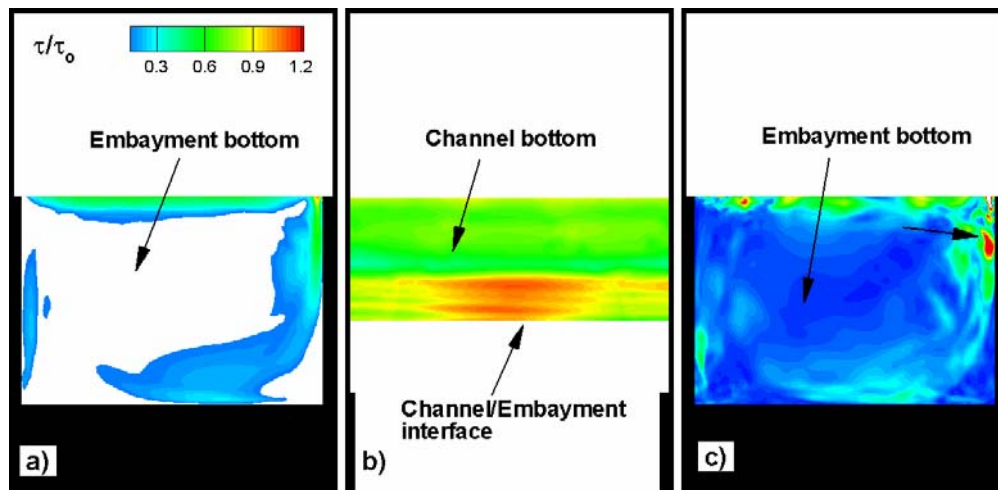 τ/τo
0.3 0.6 0.9 1.2
Embayment bottom
a)
Channel bottom
Channel/Embayment
interface
b)
Embayment bottom
c)